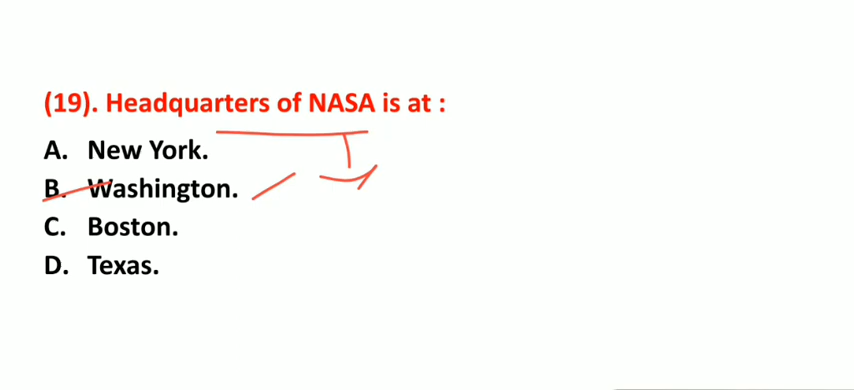 (19). Headquarters of NASA is at :
A. New York.
B. Washington.
C. Boston.
D. Texas.